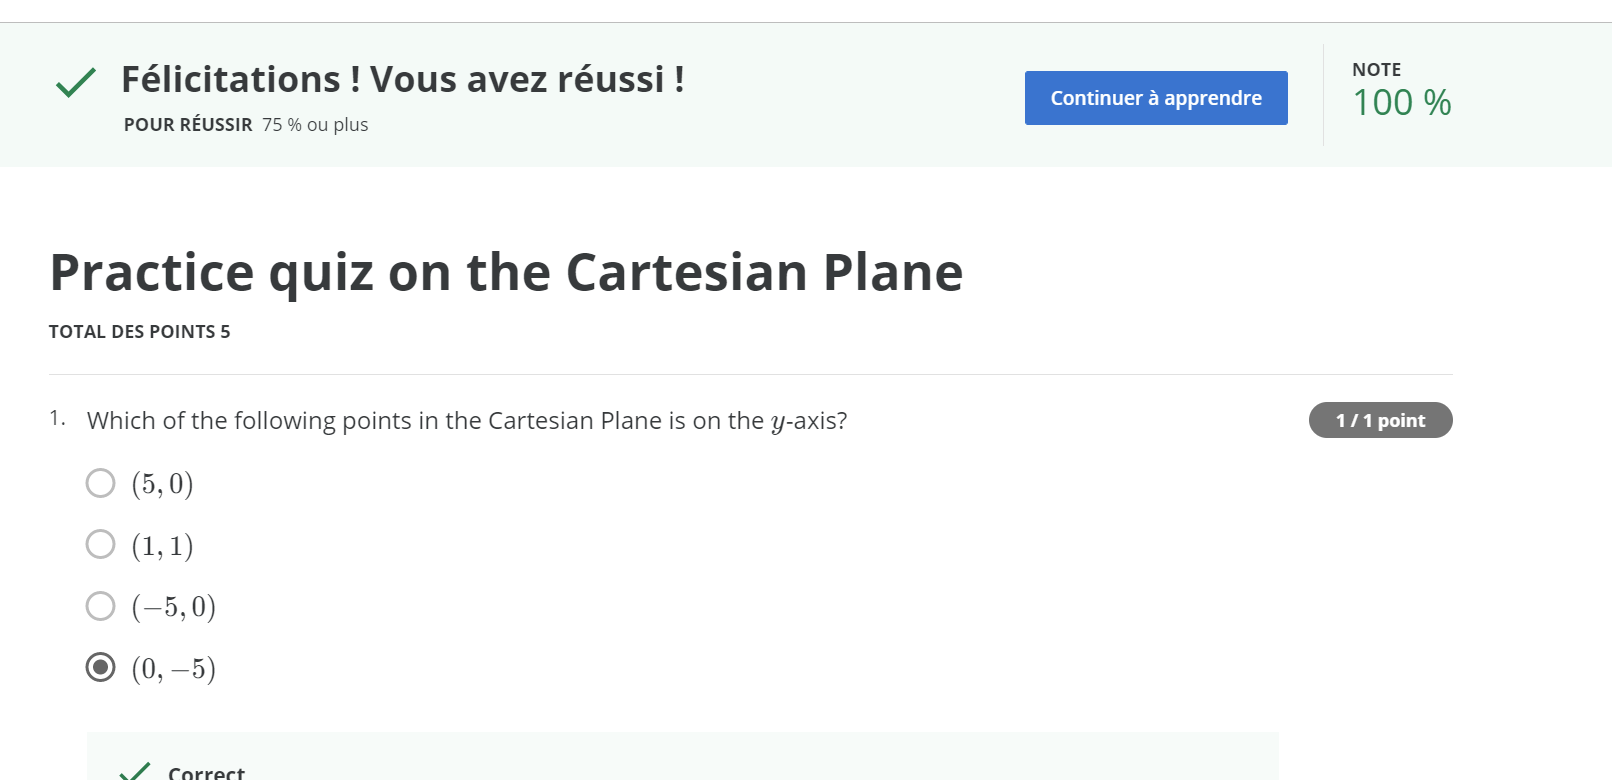 Félicitations ! Vous avez réussi !
POUR RÉUSSIR 75 % ou plus
Continuer à apprendre
NOTE
100 %
Practice quiz on the Cartesian Plane
TOTAL DES POINTS 5
1. Which of the following points in the Cartesian Plane is on the y-axis?
1 / 1 point
(5, 0)
(1, 1)
(−5, 0)
(0, −5)
Correct